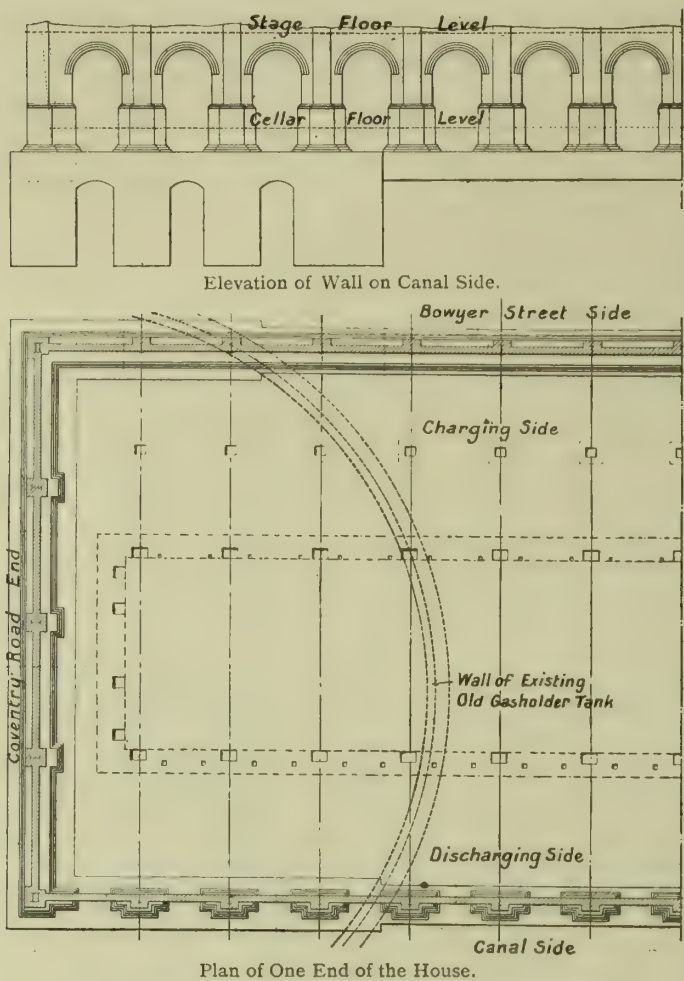 Stage Floor Level
Cellar Floor Level
Elevation of Wall on Canal Side.
Bowyer Street Side
Charging Side
Coventry Road End
Wall of Existing
Old Gasholder Tank
Discharging Side
Canal Side
Plan of One End of the House.